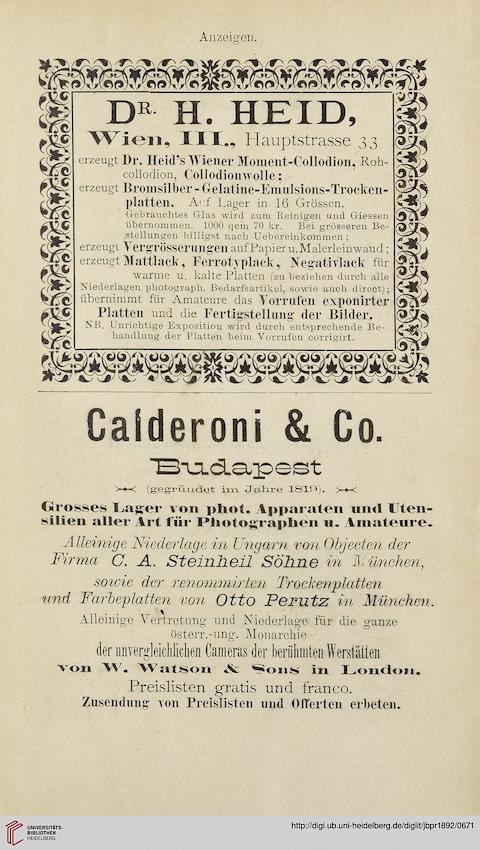 Anzeigen.
DR. H. HEID,
Wien, III., Hauptstrasse 33
erzeugt Dr. Heid's Wiener Moment-Collodion, Roh-
collodion, Collodionwolle;
erzeugt Bromsilber-Gelatine-Emulsions-Trocken-
platten. Auf Lager in 16 Grössen.
Gebrauchtes Glas wird zum Reinigen und Giessen
übernommen. 1000 qcm 70 kr. Bei grösseren Be-
stellungen billigst nach Uebereinkommen;
erzeugt Vergrösserungen auf Papier u. Malerleinwaud;
erzeugt Mattlack, Ferrotyplack, Negativlack für
warme u. kalte Platten (zu beziehen durch alle
Niederlagen photograph. Bedarfsartikel, sowie auch direct);
übernimmt für Amateure das Vorrufen exponirter
Platten und die Fertigstellung der Bilder.
NB. Unrichtige Exposition wird durch entsprechende Be-
handlung der Platten beim Vorrufen corrigirt.
Calderoni & Co.
Budapest
(gegründet im Jahre 1819).
Grosses Lager von phot. Apparaten und Uten-
silien aller Art für Photographen u. Amateure.
Alleinige Niederlage in Ungarn von Objecten der
Firma C. A. Steinheil Söhne in München,
sowie der renommirten Trockenplatten
und Farbeplatten von Otto Perutz in München.
Alleinige Vertretung und Niederlage für die ganze
österr.-ung. Monarchie
der unvergleichlichen Cameras der berühmten Werstätten
von W. Watson & Sons in London.
Preislisten gratis und franco.
Zusendung von Preislisten und Offerten erbeten.
UNIVERSITÄTS-
BIBLIOTHEK
HEIDELBERG
http://digi.ub.uni-heidelberg.de/diglit/jbpr1892/0671